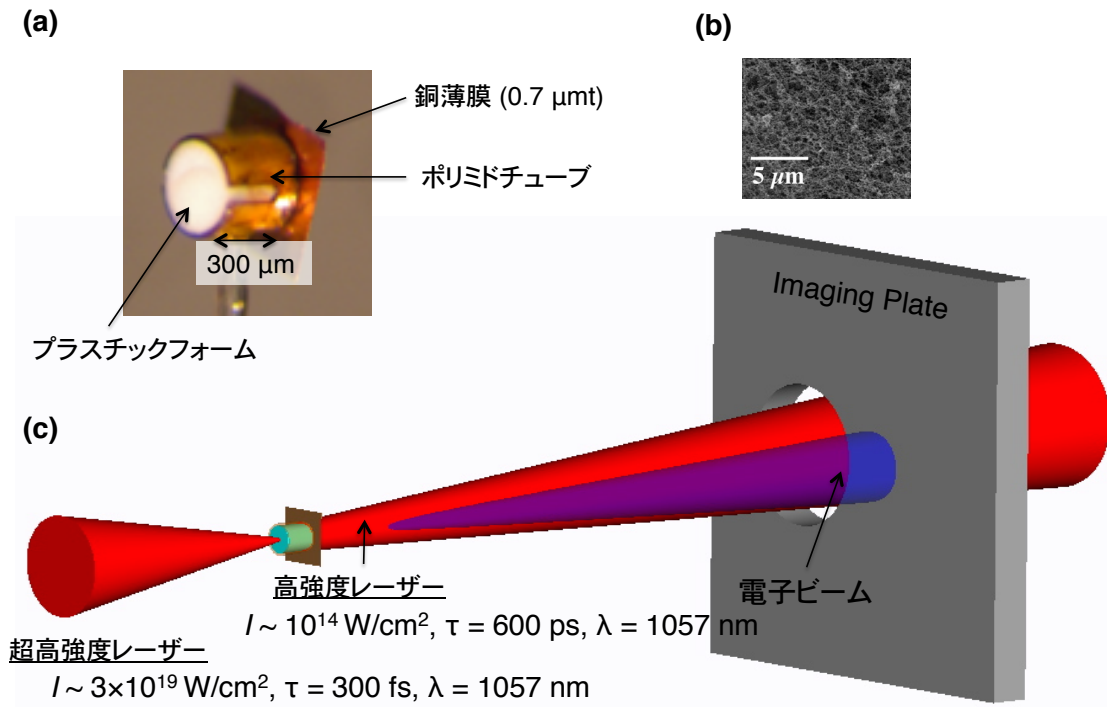 (a)
(b)
銅薄膜 (0.7 μmt)
ポリミドチューブ
5 μm
300 μm
プラスチックフォーム
Imaging Plate
(c)
電子ビーム
高強度レーザー
I ~ 10¹⁴ W/cm², τ = 600 ps, λ = 1057 nm
超高強度レーザー
I ~ 3×10¹⁹ W/cm², τ = 300 fs, λ = 1057 nm